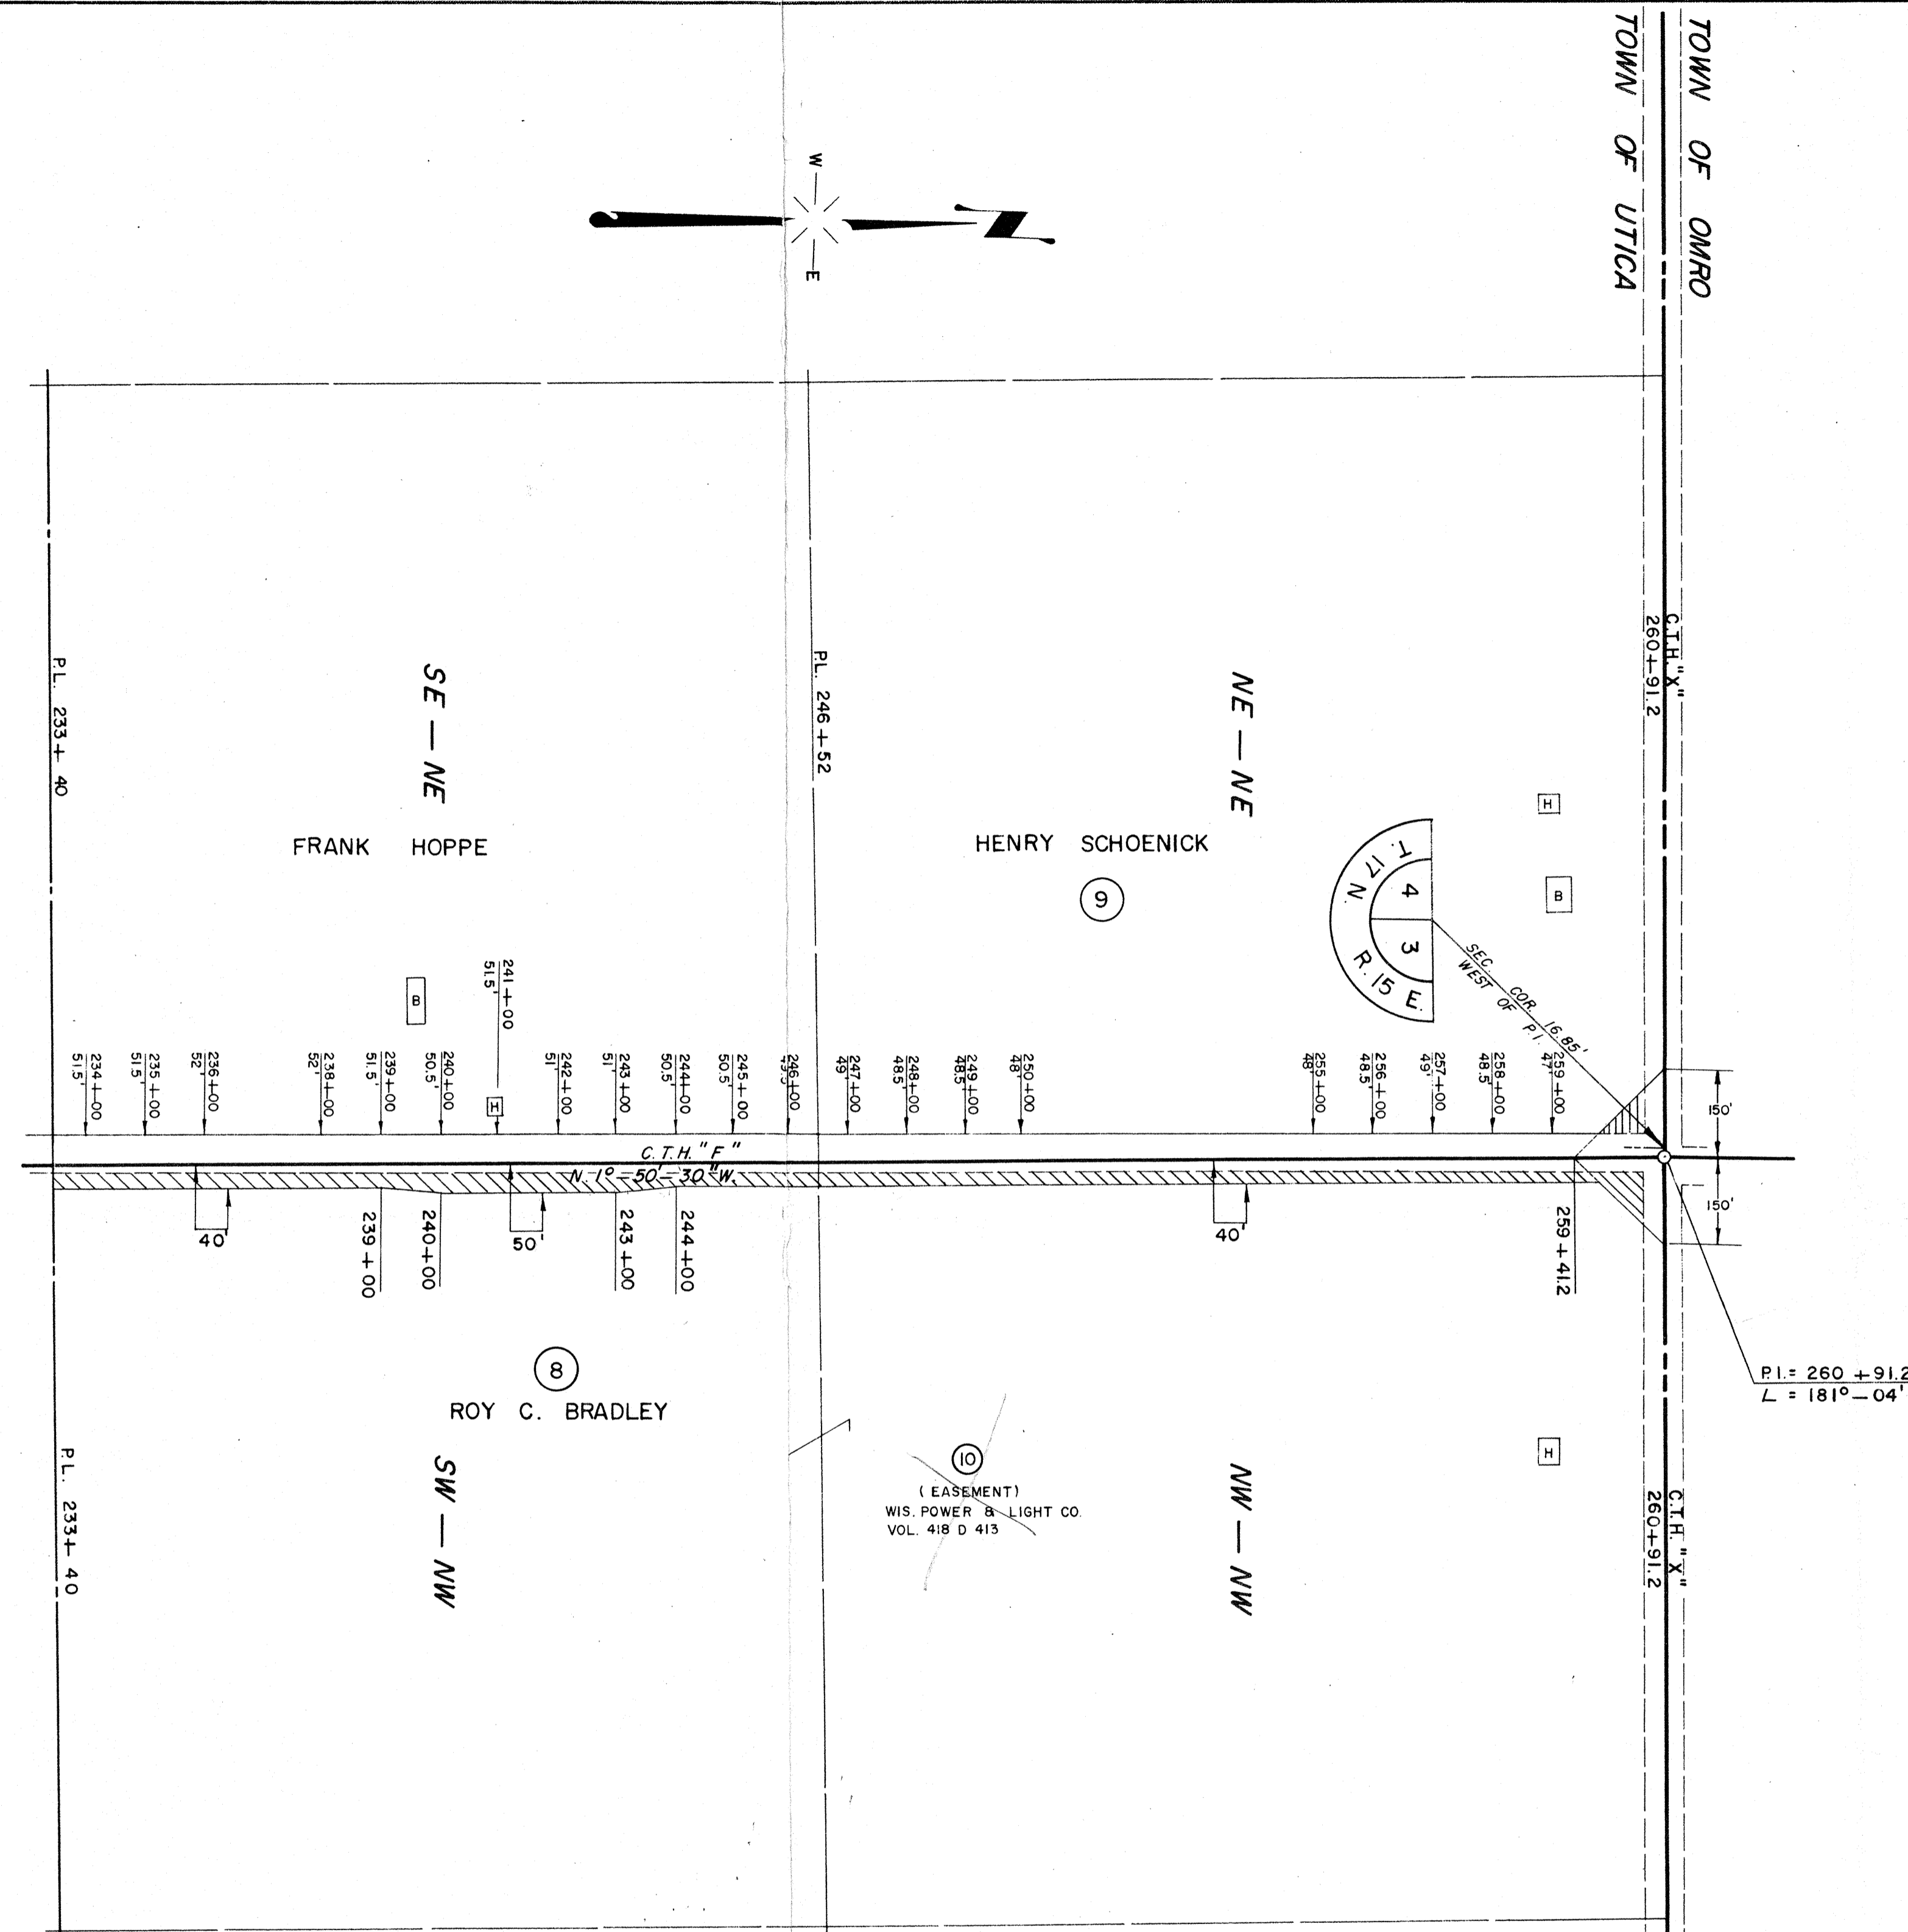 TOWN OF OMRO
TOWN OF UTICA
W
E
N
C.T.H. "X"
260+91.2
P.L. 233+40
SE — NE
FRANK HOPPE
P.L. 246+52
NE — NE
HENRY SCHOENICK
9
H
B
T. 17 N.
4
3
R. 15 E.
SEC. COR. 16.85'
WEST OF P.I.
B
H
241+00
51.5'
234+00
51.5'
235+00
51.5'
236+00
52'
238+00
52'
239+00
51.5'
240+00
50.5'
242+00
51'
243+00
51'
244+00
50.5'
245+00
50.5'
246+00
49.5'
247+00
49'
248+00
48.5'
249+00
48.5'
250+00
48'
255+00
48'
256+00
48.5'
257+00
49'
258+00
48.5'
259+00
47'
150'
150'
C.T.H. "F"
N. 1°—50'—30"W.
40'
239+00
240+00
50'
243+00
244+00
40'
259+41.2
P.I.= 260+91.2
∠ = 181°—04'
8
ROY C. BRADLEY
SW — NW
P.L. 233+40
10
(EASEMENT)
WIS. POWER & LIGHT CO.
VOL. 418 D 413
NW — NW
H
C.T.H. "X"
260+91.2